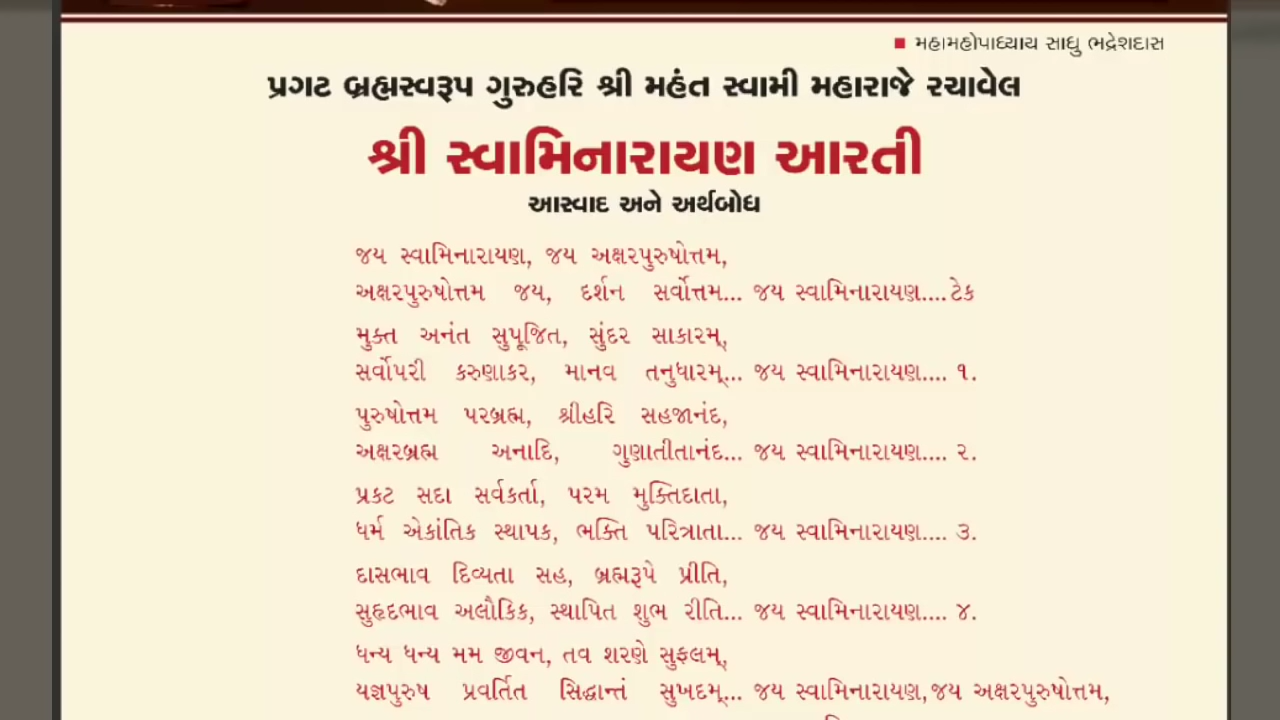 ■ મહામહોપાધ્યાય સાધુ ભદ્રેશદાસ
પ્રગટ બ્રહ્મસ્વરૂપ ગુરુહરિ શ્રી મહંત સ્વામી મહારાજે રચાવેલ
શ્રી સ્વામિનારાયણ આરતી
આસ્વાદ અને અર્થબોધ
જય સ્વામિનારાયણ, જય અક્ષરપુરુષોત્તમ,
અક્ષરપુરુષોત્તમ જય, દર્શન સર્વોત્તમ... જય સ્વામિનારાયણ....ટેક
મુક્ત અનંત સુપૂજિત, સુંદર સાકારમ્,
સર્વોપરી કરુણાકર, માનવ તનુધારમ્... જય સ્વામિનારાયણ.... ૧.
પુરુષોત્તમ પરબ્રહ્મ, શ્રીહરિ સહજાનંદ,
અક્ષરબ્રહ્મ અનાદિ, ગુણાતીતાનંદ... જય સ્વામિનારાયણ.... ૨.
પ્રકટ સદા સર્વકર્તા, પરમ મુક્તિદાતા,
ધર્મ એકાંતિક સ્થાપક, ભક્તિ પરિત્રાતા... જય સ્વામિનારાયણ.... ૩.
દાસભાવ દિવ્યતા સહ, બ્રહ્મરૂપે પ્રીતિ,
સુહૃદભાવ અલૌકિક, સ્થાપિત શુભ રીતિ... જય સ્વામિનારાયણ.... ૪.
ધન્ય ધન્ય મમ જીવન, તવ શરણે સુફલમ્,
યજ્ઞપુરુષ પ્રવર્તિત સિદ્ધાન્તં સુખદમ્... જય સ્વામિનારાયણ,જય અક્ષરપુરુષોત્તમ,